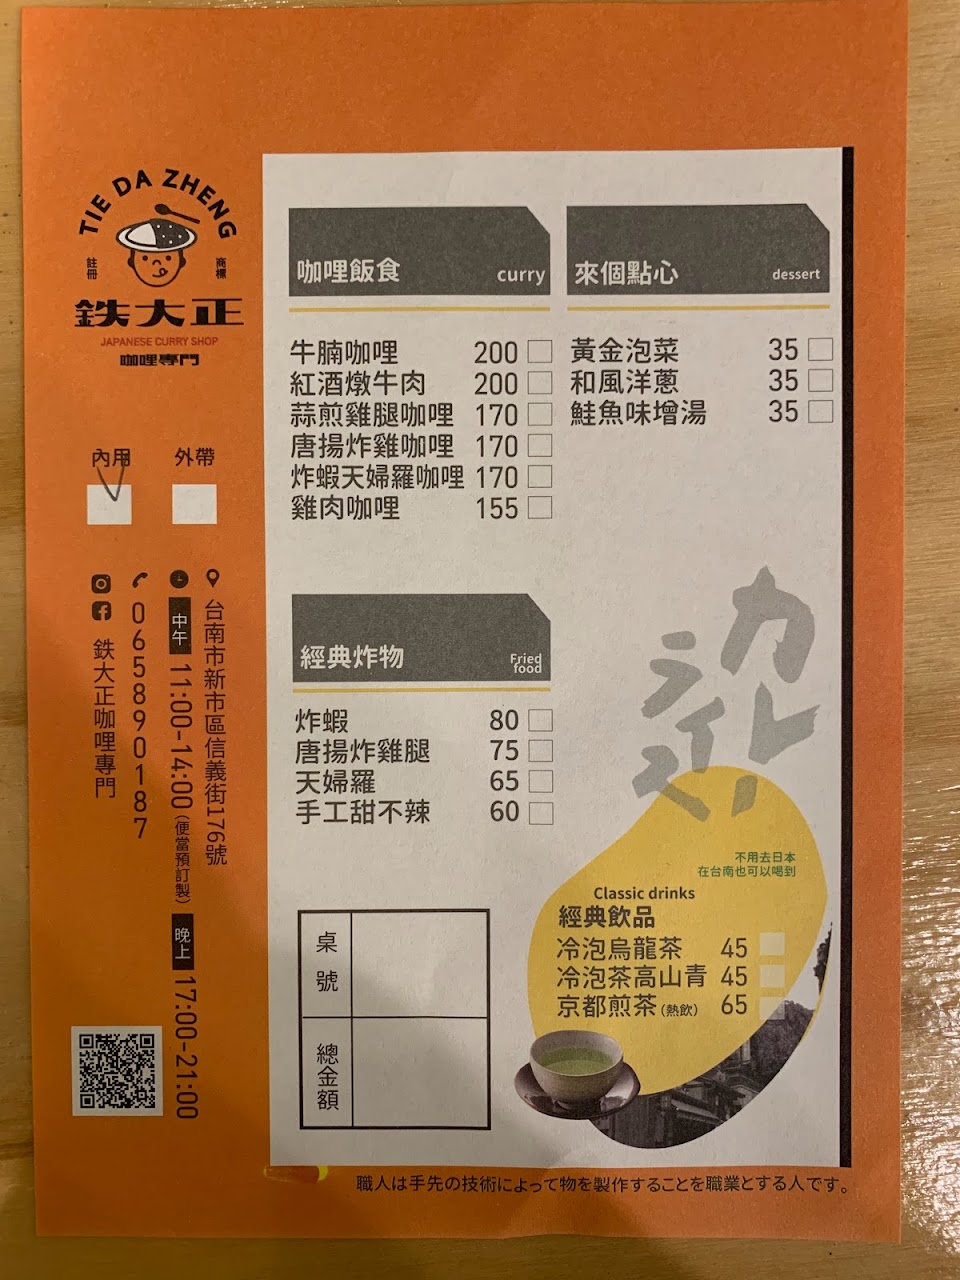 TIE DA ZHENG
註冊
商標
鉄大正
JAPANESE CURRY SHOP
咖哩專門
內用
外帶
台南市新市區信義街176號
中午 11:00-14:00(便當預訂製) 晚上 17:00-21:00
065890187
鉄大正咖哩專門
咖哩飯食 curry
牛腩咖哩 200
紅酒燉牛肉 200
蒜煎雞腿咖哩 170
唐揚炸雞咖哩 170
炸蝦天婦羅咖哩 170
雞肉咖哩 155
來個點心 dessert
黃金泡菜 35
和風洋蔥 35
鮭魚味增湯 35
經典炸物 Fried food
炸蝦 80
唐揚炸雞腿 75
天婦羅 65
手工甜不辣 60
カレー
ライス
不用去日本
在台南也可以喝到
Classic drinks
經典飲品
冷泡烏龍茶 45
冷泡茶高山青 45
京都煎茶(熱飲) 65
桌號
總金額
職人は手先の技術によって物を製作することを職業とする人です。